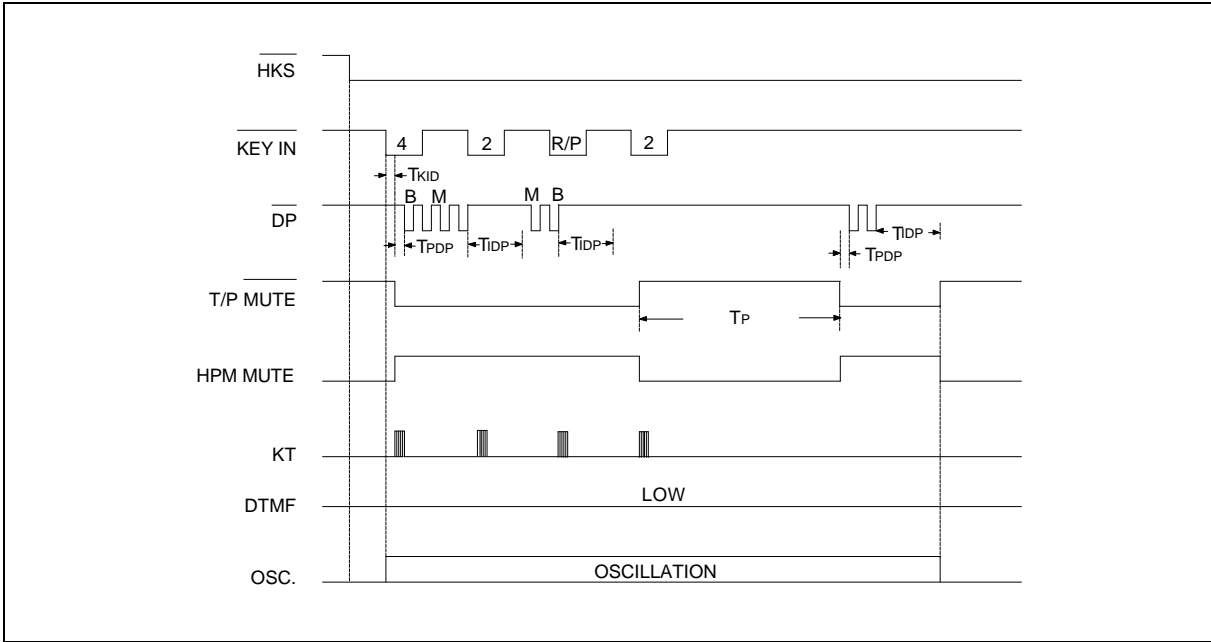 HKS
KEY IN 4 2 R/P 2
TKID
B M M B
DP
TPDP TIDP TIDP TPDP TIDP
T/P MUTE
TP
HPM MUTE
KT
LOW
DTMF
OSCILLATION
OSC.